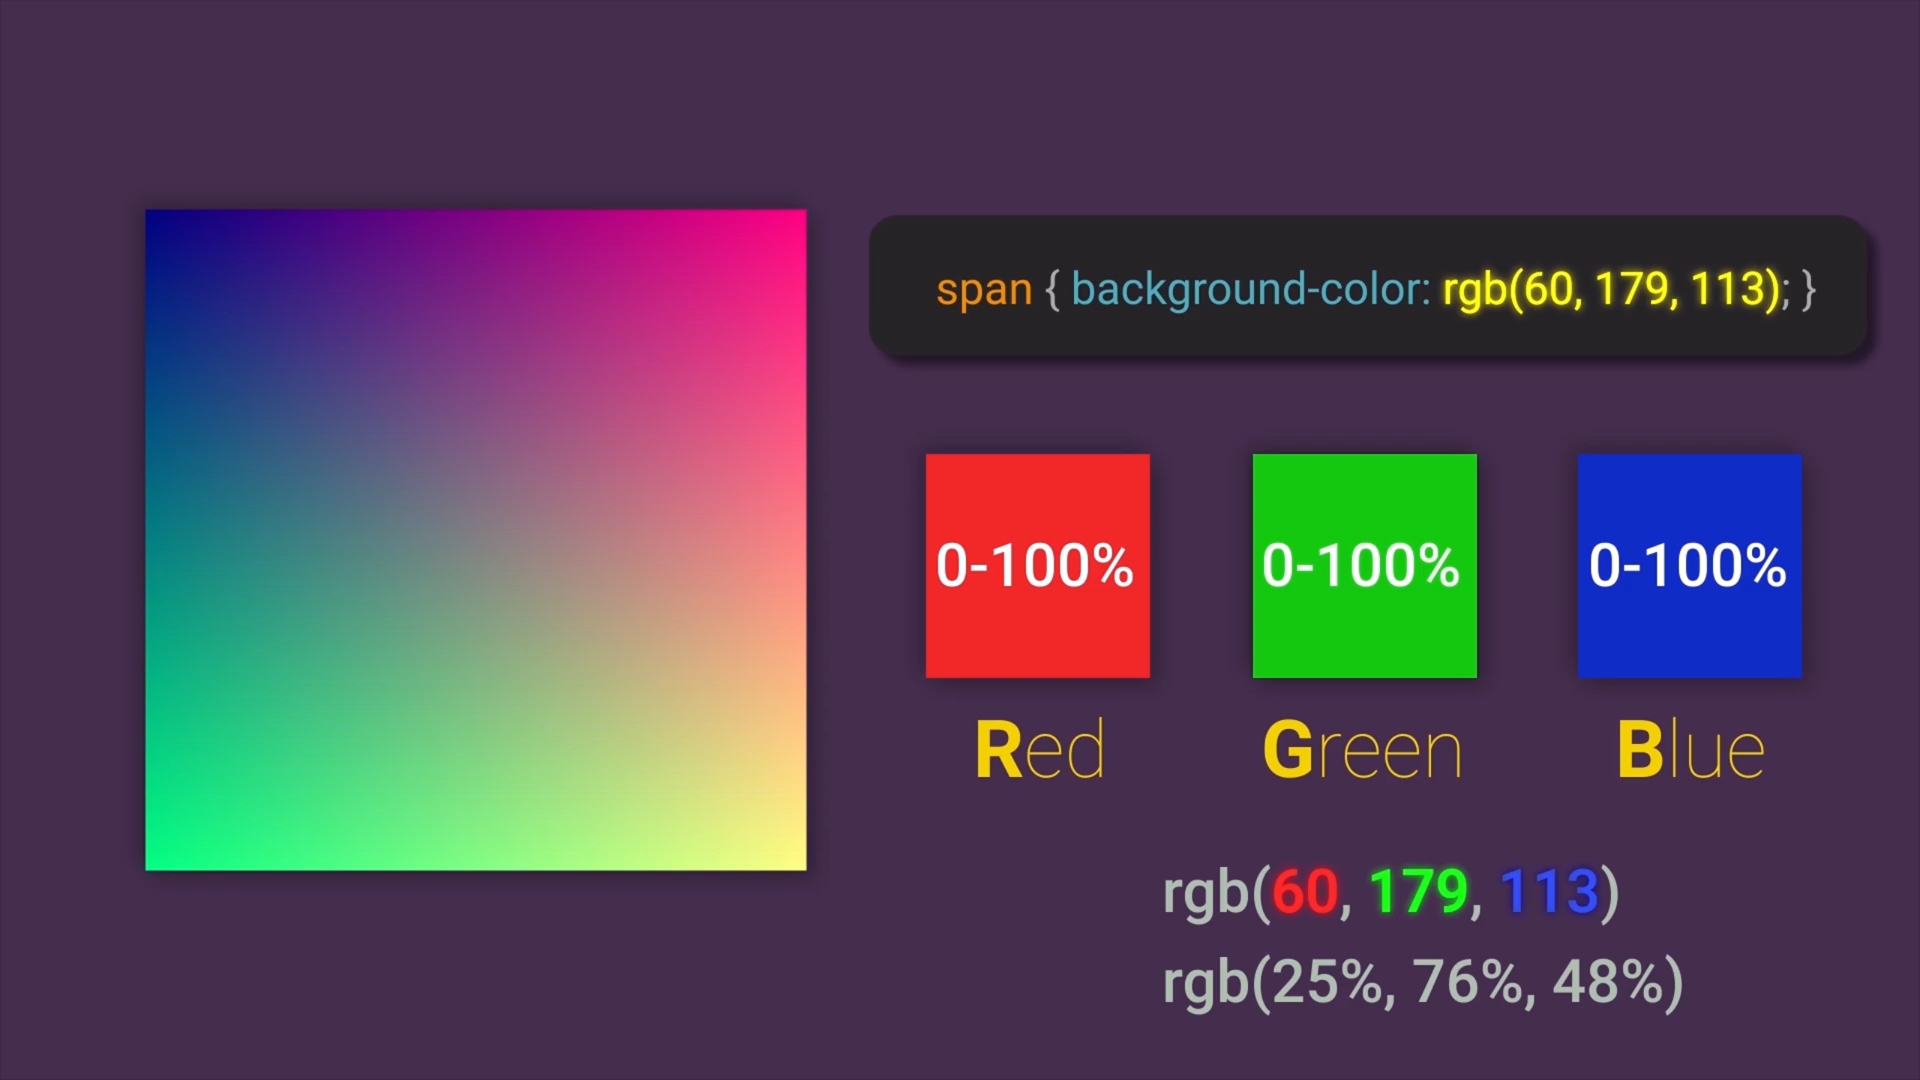 span { background-color: rgb(60, 179, 113); }
0-100% 0-100% 0-100%
Red Green Blue
rgb(60, 179, 113)
rgb(25%, 76%, 48%)